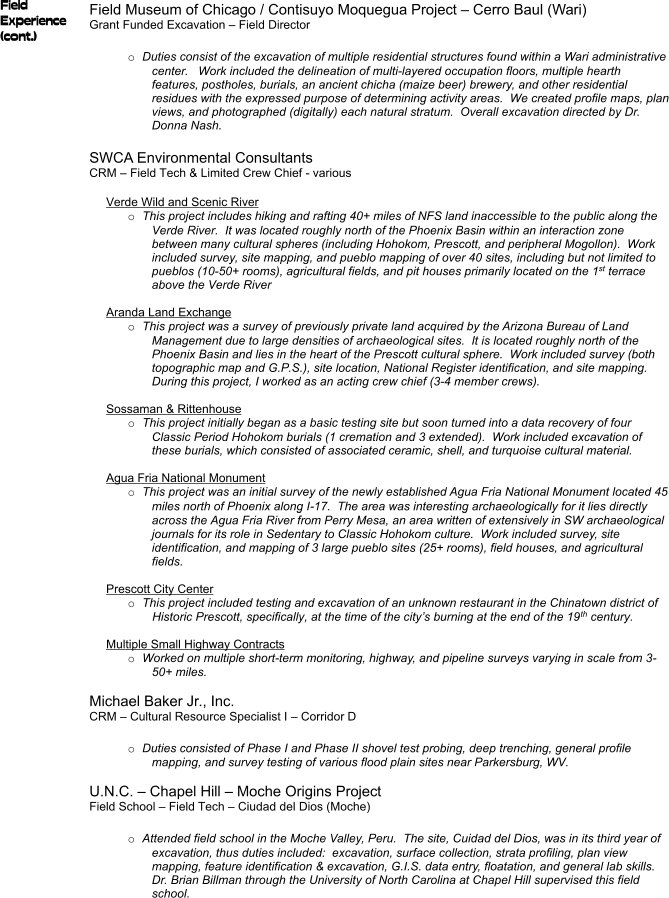 Field
Experience
(cont.)
Field Museum of Chicago / Contisuyo Moquegua Project – Cerro Baul (Wari)
Grant Funded Excavation – Field Director
o Duties consist of the excavation of multiple residential structures found within a Wari administrative
center. Work included the delineation of multi-layered occupation floors, multiple hearth
features, postholes, burials, an ancient chicha (maize beer) brewery, and other residential
residues with the expressed purpose of determining activity areas. We created profile maps, plan
views, and photographed (digitally) each natural stratum. Overall excavation directed by Dr.
Donna Nash.
SWCA Environmental Consultants
CRM – Field Tech & Limited Crew Chief - various
Verde Wild and Scenic River
o This project includes hiking and rafting 40+ miles of NFS land inaccessible to the public along the
Verde River. It was located roughly north of the Phoenix Basin within an interaction zone
between many cultural spheres (including Hohokom, Prescott, and peripheral Mogollon). Work
included survey, site mapping, and pueblo mapping of over 40 sites, including but not limited to
pueblos (10-50+ rooms), agricultural fields, and pit houses primarily located on the 1st terrace
above the Verde River
Aranda Land Exchange
o This project was a survey of previously private land acquired by the Arizona Bureau of Land
Management due to large densities of archaeological sites. It is located roughly north of the
Phoenix Basin and lies in the heart of the Prescott cultural sphere. Work included survey (both
topographic map and G.P.S.), site location, National Register identification, and site mapping.
During this project, I worked as an acting crew chief (3-4 member crews).
Sossaman & Rittenhouse
o This project initially began as a basic testing site but soon turned into a data recovery of four
Classic Period Hohokom burials (1 cremation and 3 extended). Work included excavation of
these burials, which consisted of associated ceramic, shell, and turquoise cultural material.
Agua Fria National Monument
o This project was an initial survey of the newly established Agua Fria National Monument located 45
miles north of Phoenix along I-17. The area was interesting archaeologically for it lies directly
across the Agua Fria River from Perry Mesa, an area written of extensively in SW archaeological
journals for its role in Sedentary to Classic Hohokom culture. Work included survey, site
identification, and mapping of 3 large pueblo sites (25+ rooms), field houses, and agricultural
fields.
Prescott City Center
o This project included testing and excavation of an unknown restaurant in the Chinatown district of
Historic Prescott, specifically, at the time of the city's burning at the end of the 19th century.
Multiple Small Highway Contracts
o Worked on multiple short-term monitoring, highway, and pipeline surveys varying in scale from 3-
50+ miles.
Michael Baker Jr., Inc.
CRM – Cultural Resource Specialist I – Corridor D
o Duties consisted of Phase I and Phase II shovel test probing, deep trenching, general profile
mapping, and survey testing of various flood plain sites near Parkersburg, WV.
U.N.C. – Chapel Hill – Moche Origins Project
Field School – Field Tech – Ciudad del Dios (Moche)
o Attended field school in the Moche Valley, Peru. The site, Cuidad del Dios, was in its third year of
excavation, thus duties included: excavation, surface collection, strata profiling, plan view
mapping, feature identification & excavation, G.I.S. data entry, floatation, and general lab skills.
Dr. Brian Billman through the University of North Carolina at Chapel Hill supervised this field
school.